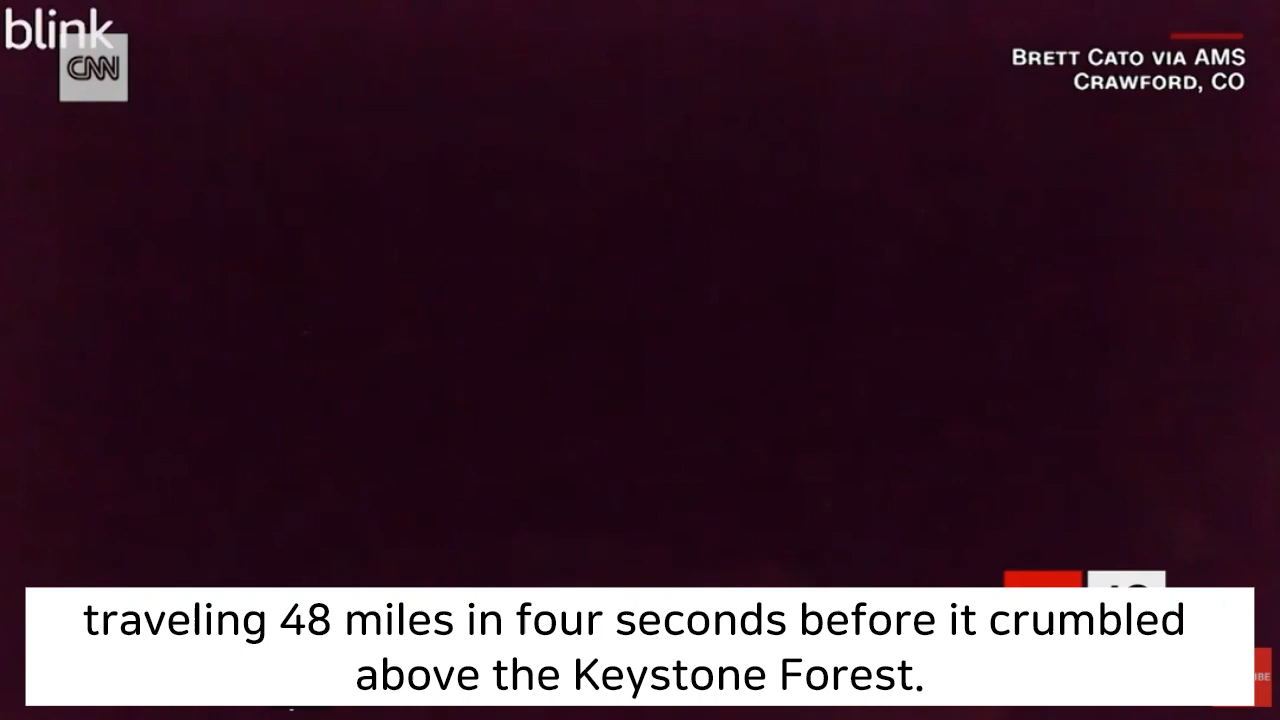 blink
CNN
BRETT CATO VIA AMS
CRAWFORD, CO
traveling 48 miles in four seconds before it crumbled
above the Keystone Forest.